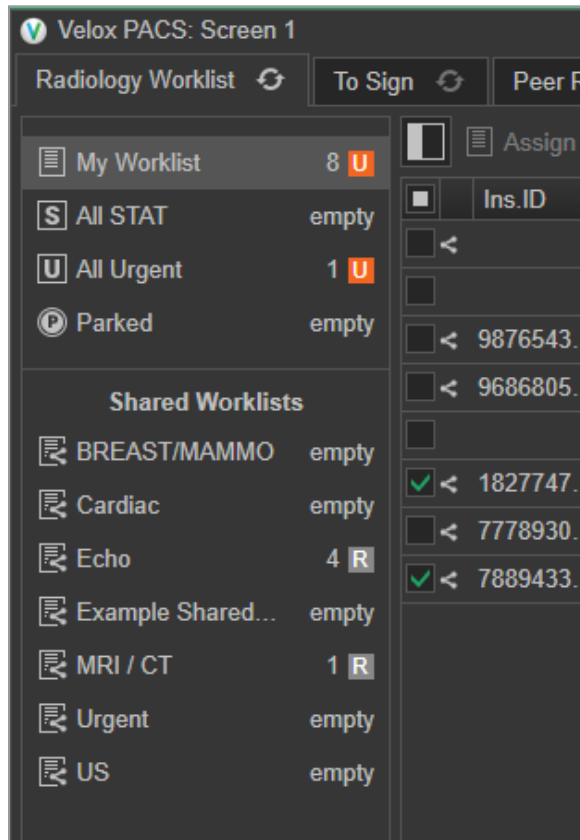 Velox PACS: Screen 1
Radiology Worklist To Sign Peer R
My Worklist 8 U
S All STAT empty
U All Urgent 1 U
P Parked empty
Shared Worklists
BREAST/MAMMO empty
Cardiac empty
Echo 4 R
Example Shared... empty
MRI / CT 1 R
Urgent empty
US empty
Assign
Ins.ID
9876543.
9686805.
1827747.
7778930.
7889433.